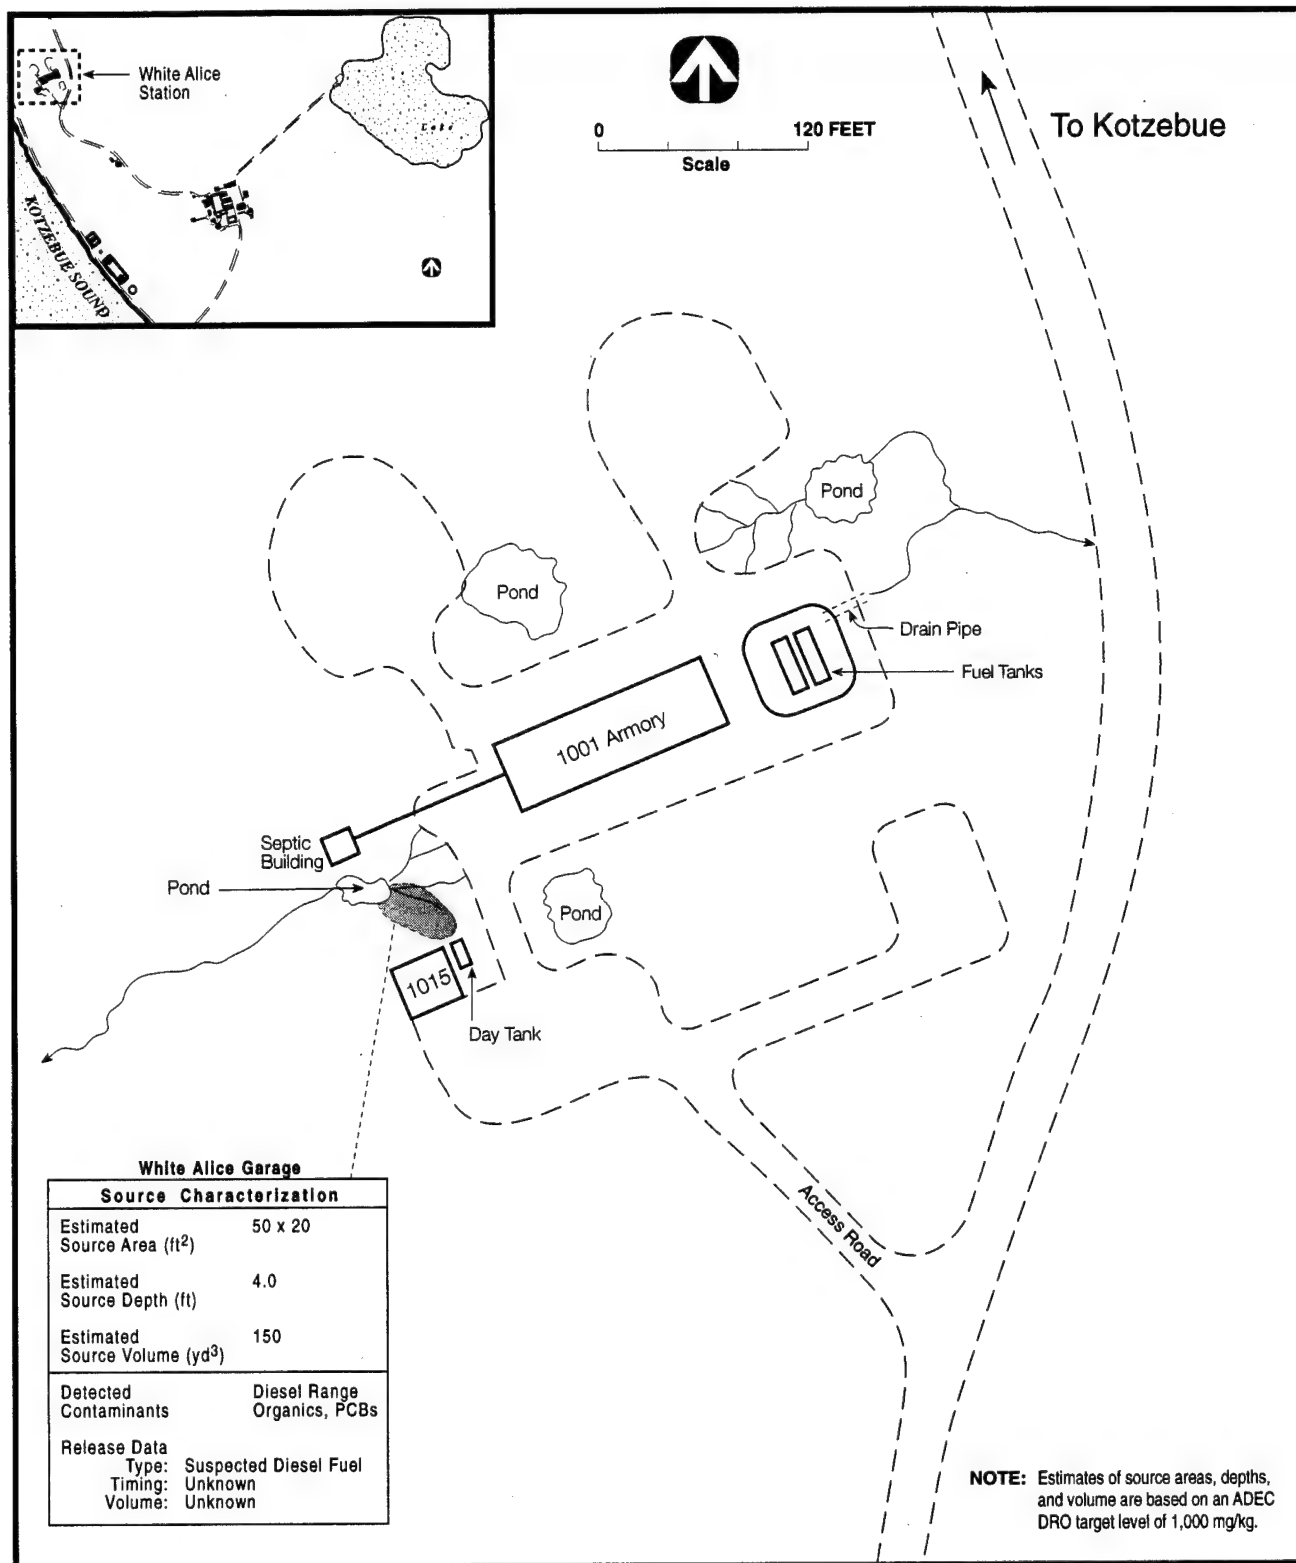 White Alice
Station
Lake
KOTZEBUE SOUND
0 120 FEET
Scale
To Kotzebue
Pond
Pond
Drain Pipe
Fuel Tanks
1001 Armory
Septic
Building
Pond
Pond
1015
Day Tank
Access Road
White Alice Garage
Source Characterization
Estimated 50 x 20
Source Area (ft²)
Estimated 4.0
Source Depth (ft)
Estimated 150
Source Volume (yd³)
Detected Diesel Range
Contaminants Organics, PCBs
Release Data
Type: Suspected Diesel Fuel
Timing: Unknown
Volume: Unknown
NOTE: Estimates of source areas, depths,
and volume are based on an ADEC
DRO target level of 1,000 mg/kg.